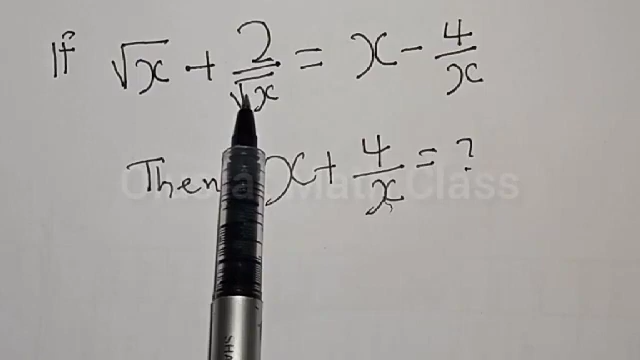 If √x + 2/√x = x - 4/x
Then x + 4/x = ?